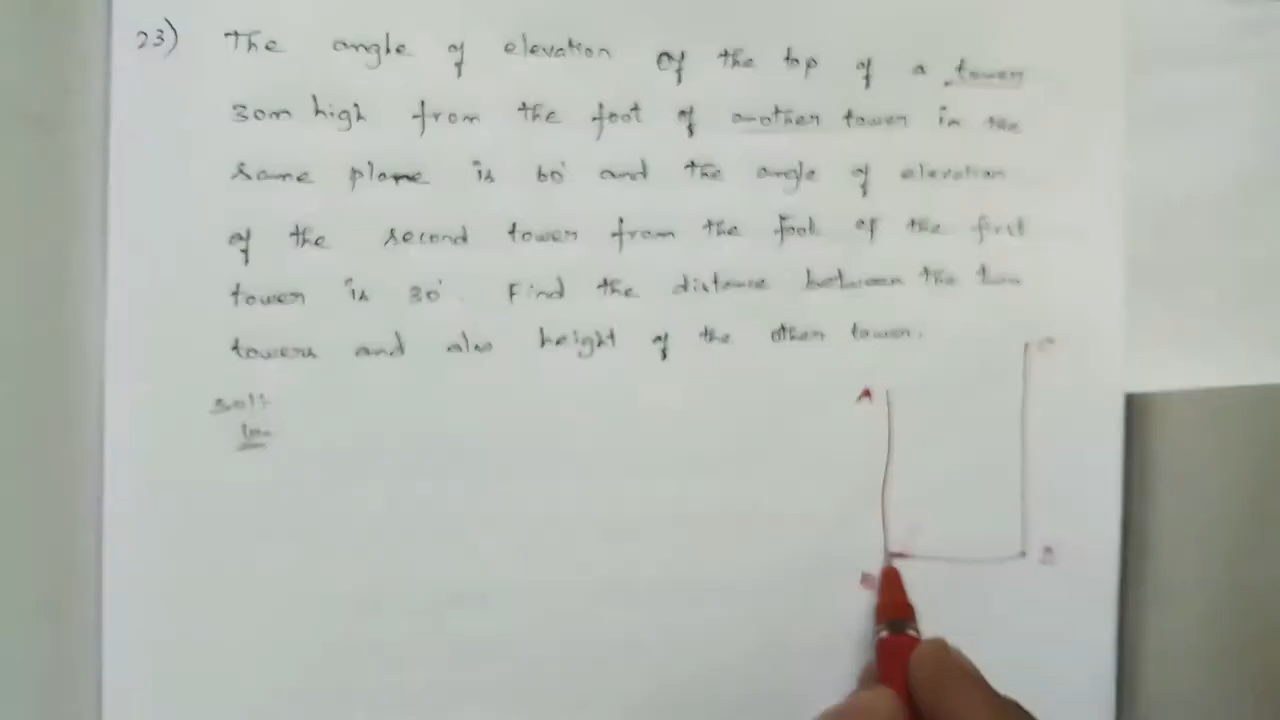 23) The angle of elevation of the top of a tower
30m high from the foot of another tower in the
same plane is 60° and the angle of elevation
of the second tower from the foot of the first
tower is 30° Find the distance between the two
towers and also height of the other tower.
Sol:
A